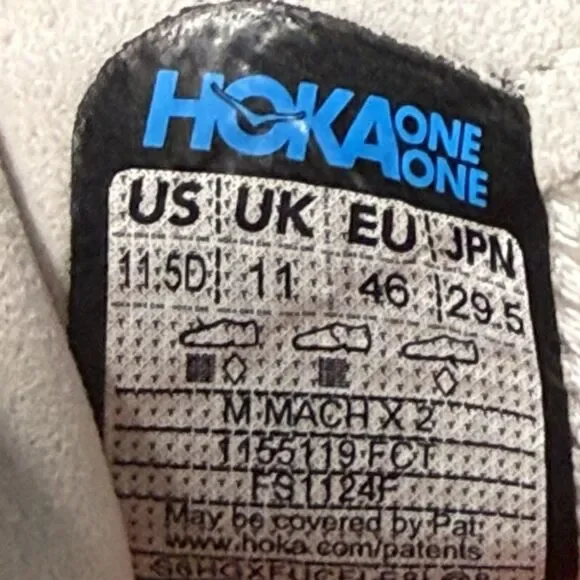 HOKA ONE ONE
US UK EU JPN
11.5D 11 46 29.5
M MACH X 2
1155119 FCT
FS1124F
May be covered by Pat:
www.hoka.com/patents